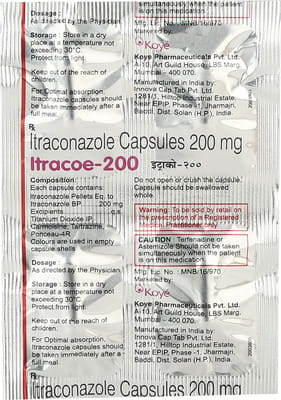 Dosage :
As directed by the Physician.
Storage : Store in a dry
place at a temperature not
exceeding 30°C.
Protect from light.
Keep out of the reach of
children.
For Optimal absorption,
Itraconazole capsules should
be taken immediately after a
full meal.
simultaneously when the patient
is on this medication
Mfg. Lic. No.: MNB/16/970
Marketed by:
Koye
Koye Pharmaceuticals Pvt. Ltd.
A-10, Art Guild House, LBS Marg,
Mumbai - 400 070.
Manufactured in India by:
Innova Cap Tab Pvt. Ltd.
1281/1, Hilltop Industrial Estate,
Near EPIP, Phase -1, Jharmajri,
Baddi, Dist. Solan (H.P.), India.
Rx
Itraconazole Capsules 200 mg
Itracoe-200
इट्राको-२००
Composition:
Each capsule contains:
Itraconazole Pellets Eq. to
Itraconazole BP....... 200 mg
Excipients q.s.
Titanium Dioxide IP,
Carmoisine, Tartrazine,
Ponceau-4R
Colours are used in empty
capsule shells
Do not open or crush the capsule.
Capsule should be swallowed
whole.
Warning: To be sold by retail on
the prescription of a Registered
Medical Practitioner only
CAUTION : Terfenadine or
Astemizole Should not be taken
simultaneously when the patient
is on this medication
Dosage :
As directed by the Physician.
Storage : Store in a dry
place at a temperature not
exceeding 30°C
Protect from light.
Keep out of the reach of
children.
For Optimal absorption,
Itraconazole capsules should
be taken immediately after a
full meal.
Mfg. Lic. No.: MNB/16/970
Marketed by:
Koye
Koye Pharmaceuticals Pvt. Ltd.
A-10, Art Guild House, LBS Marg,
Mumbai - 400 070.
Manufactured in India by:
Innova Cap Tab Pvt. Ltd.
1281/1, Hilltop Industrial Estate,
Near EPIP, Phase -1, Jharmajri,
Baddi, Dist. Solan (H.P.), India.
Rx
Itraconazole Capsules 200 mg